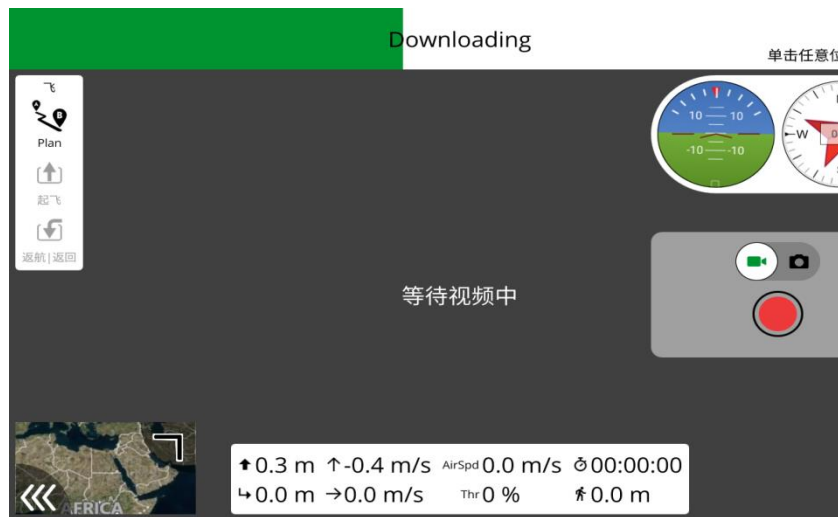 Downloading
单击任意位
飞
Plan
起飞
返航|返回
10 10
-10 -10
W
0
等待视频中
AFRICA
0.3 m ↑-0.4 m/s AirSpd 0.0 m/s 00:00:00
0.0 m →0.0 m/s Thr 0 % 0.0 m